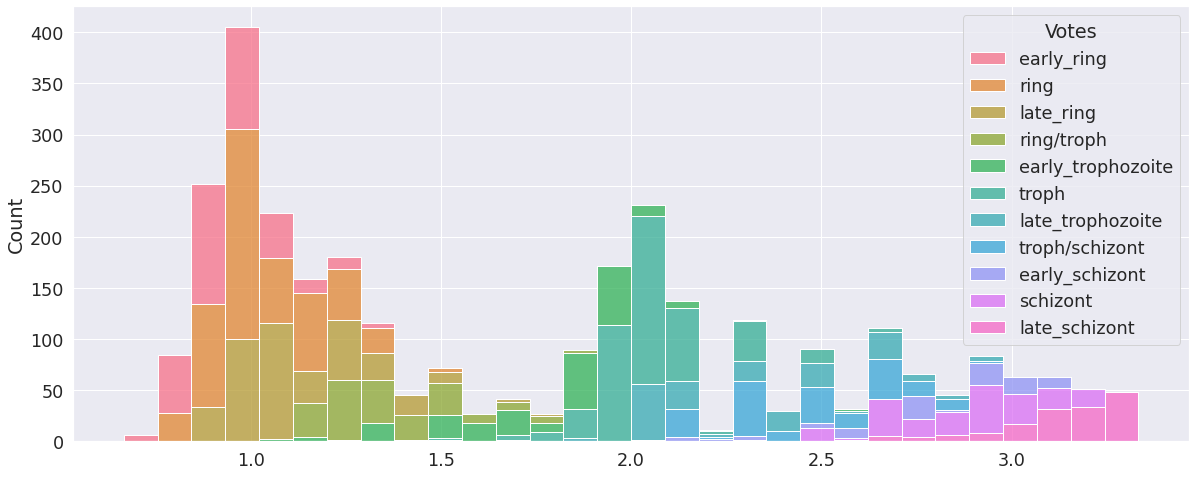 Votes
early_ring
ring
late_ring
ring/troph
early_trophozoite
troph
late_trophozoite
troph/schizont
early_schizont
schizont
late_schizont
Count
400
350
300
250
200
150
100
50
0
1.0 1.5 2.0 2.5 3.0